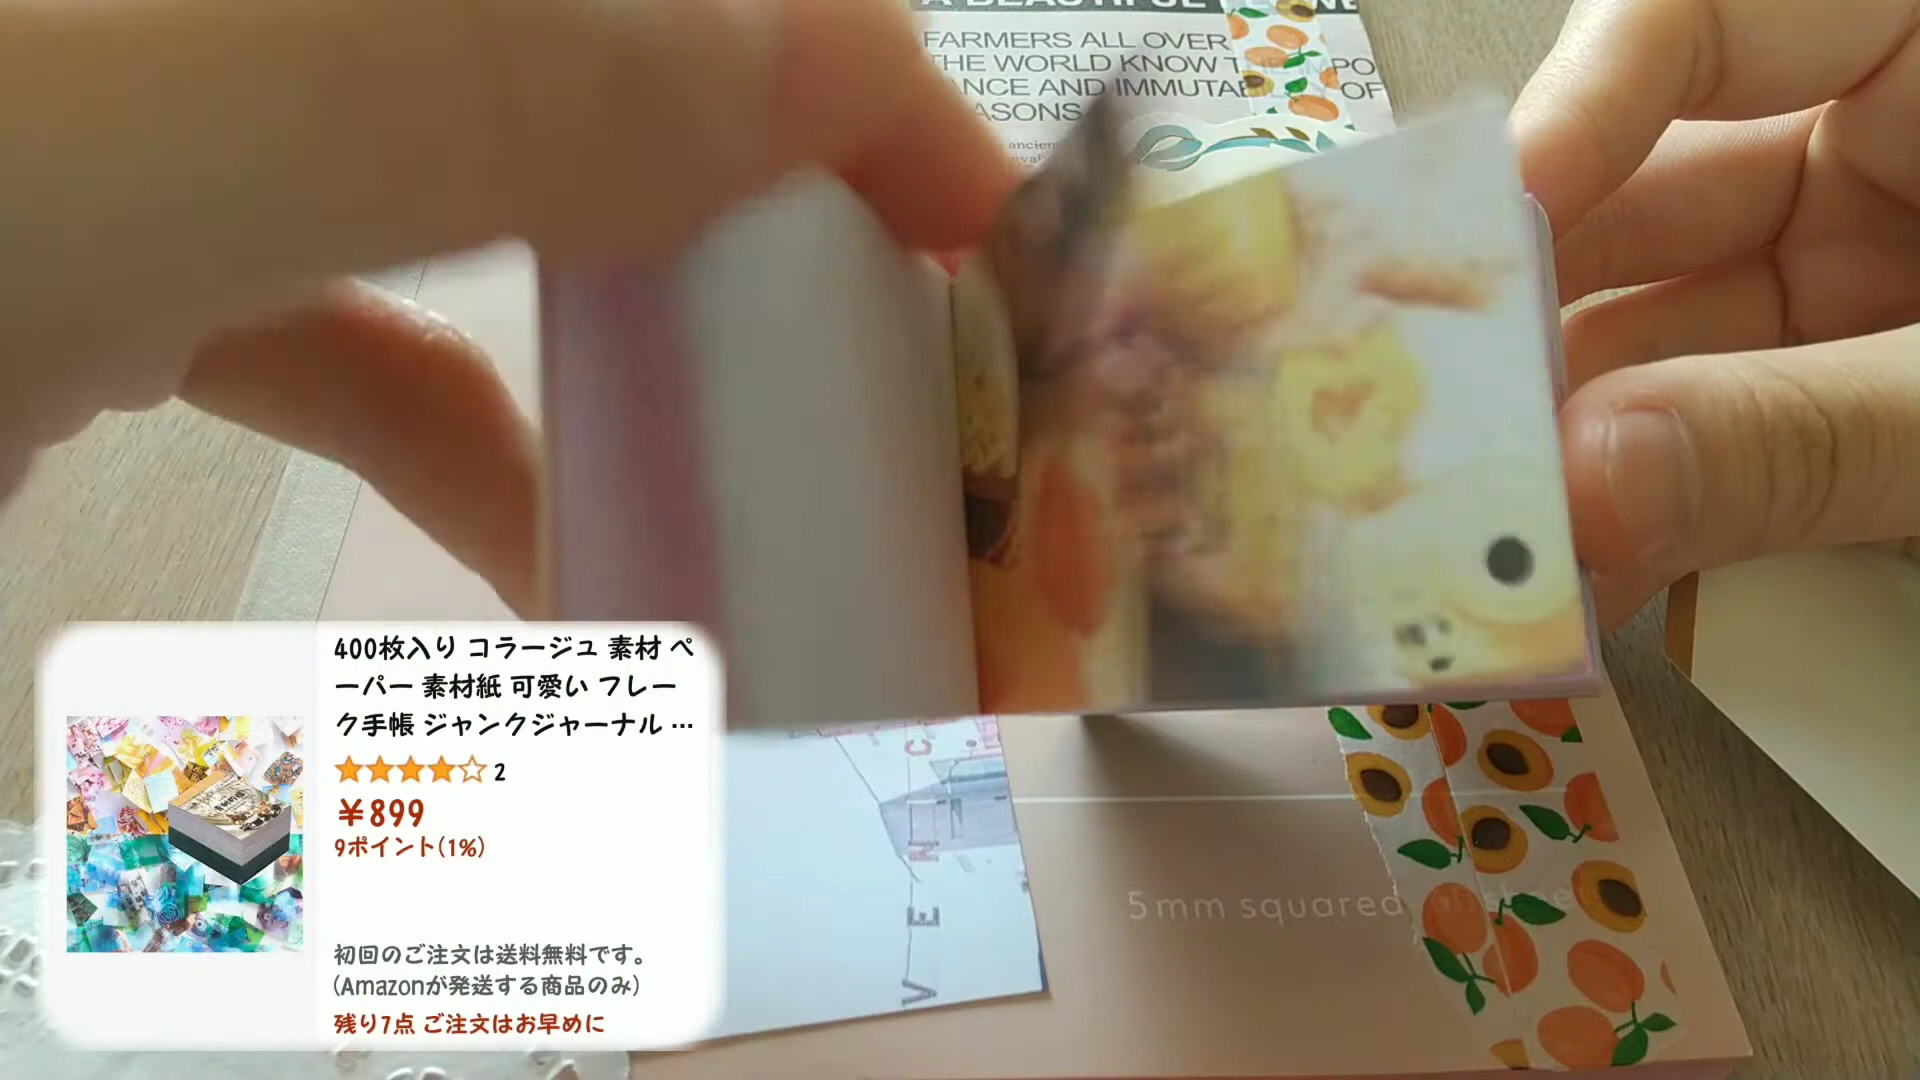 FARMERS ALL OVER
THE WORLD KNOW
ANCE AND IMMUTAB OF
ASONS
ancien
400枚入り コラージュ 素材 ペ
ーパー 素材紙 可愛い フレー
ク手帳 ジャンクジャーナル …
2
￥899
9ポイント(1%)
初回のご注文は送料無料です。
(Amazonが発送する商品のみ)
残り7点 ご注文はお早めに
VENIC
5mm squared